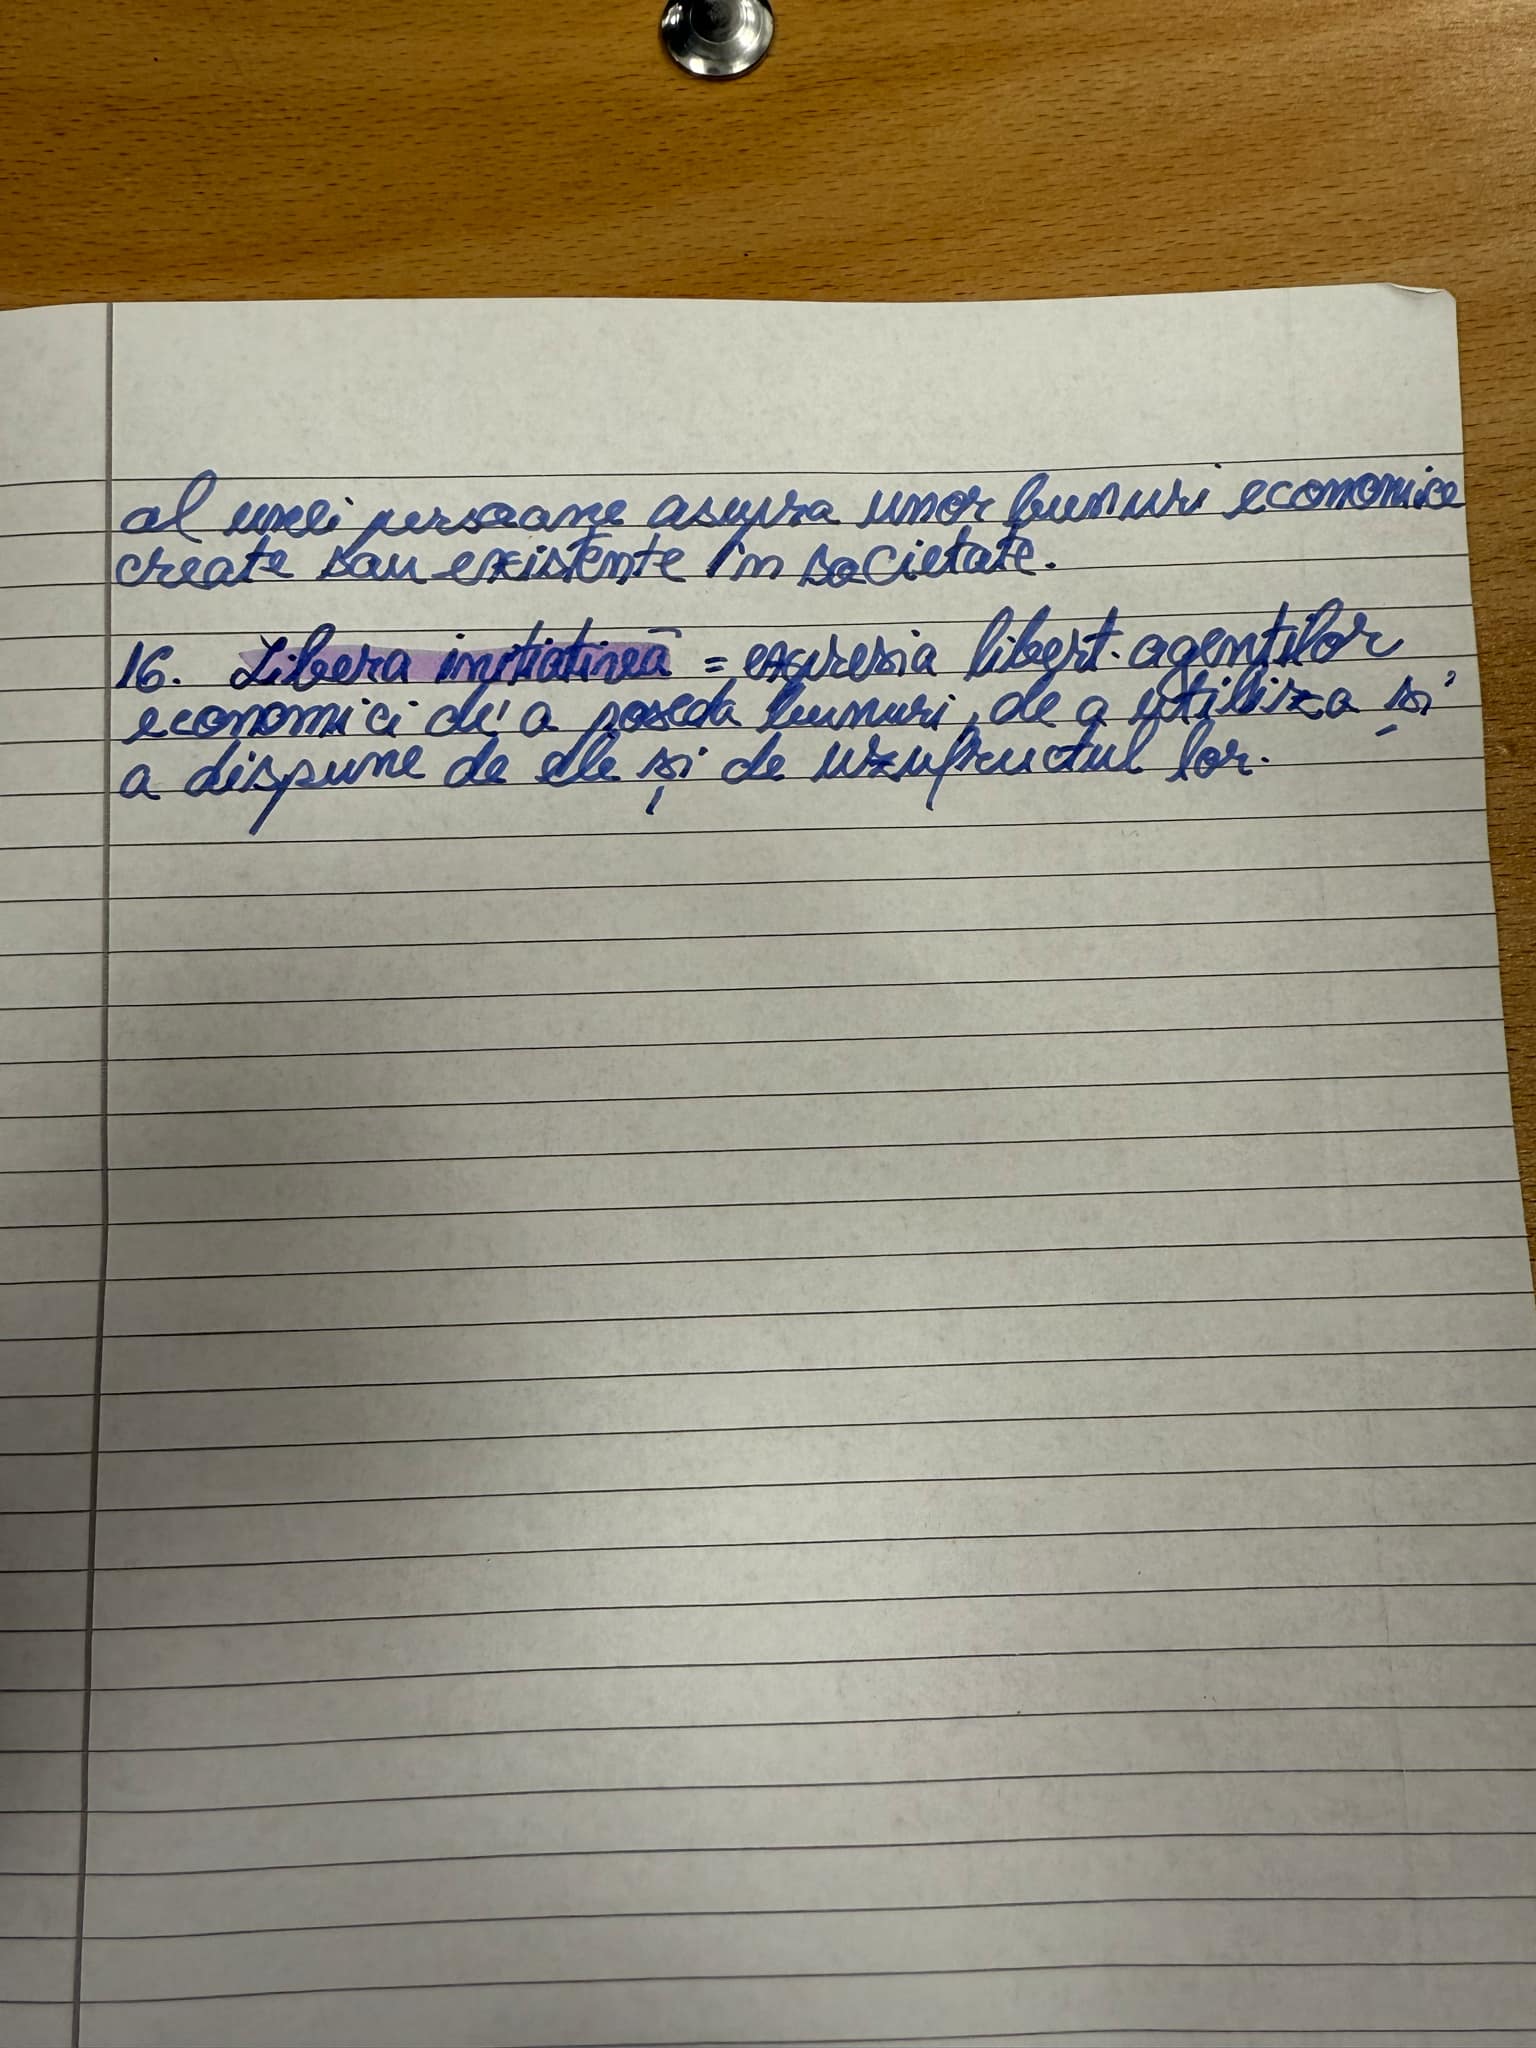 al unei persoane asupra unor bunuri economice
create sau existente în societate.
16. Libera inițiativă = expresia libert. agenților
economici de a poseda bunuri, de a utiliza și
a dispune de ele și de uzufructul lor.